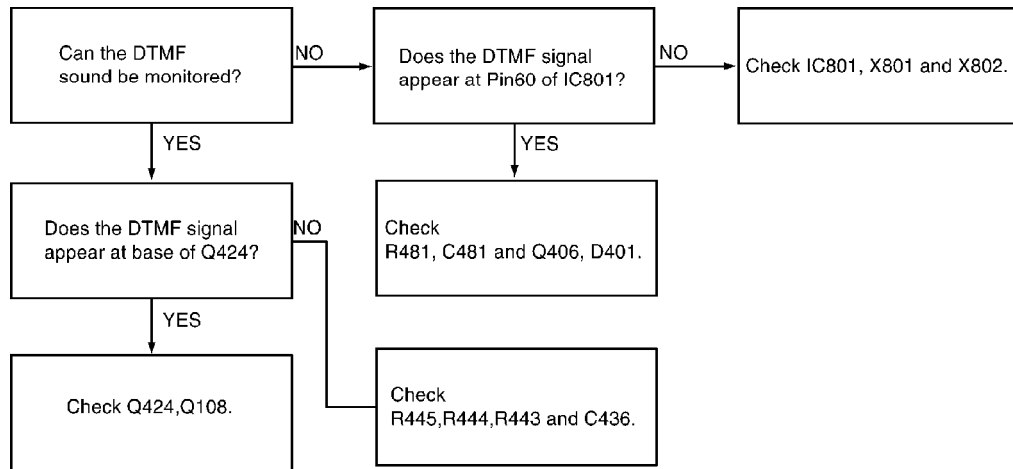 Can the DTMF
sound be monitored?
NO
Does the DTMF signal
appear at Pin60 of IC801?
NO
Check IC801, X801 and X802.
YES
YES
Does the DTMF signal
appear at base of Q424?
NO
Check
R481, C481 and Q406, D401.
YES
Check Q424,Q108.
Check
R445,R444,R443 and C436.